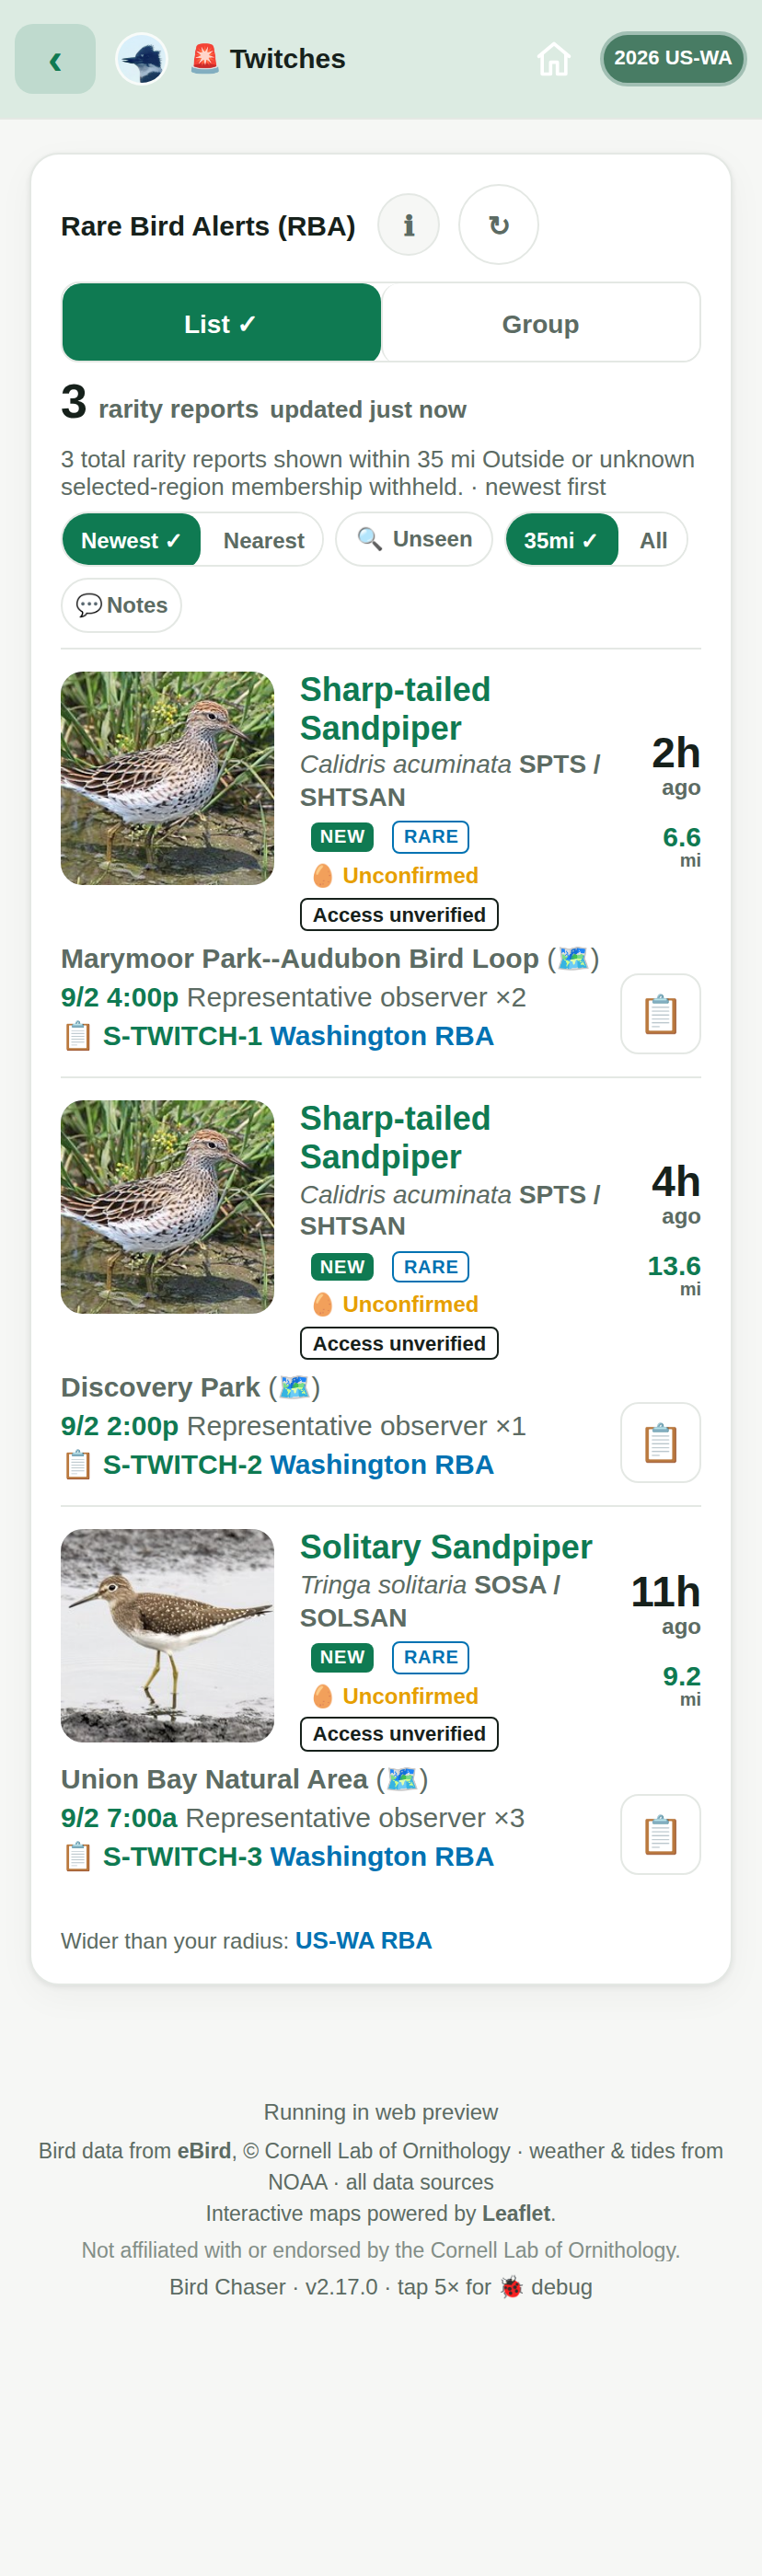 ‹ 🚨 Twitches 2026 US-WA
Rare Bird Alerts (RBA) ℹ ↻
List ✓ Group
3 rarity reports updated just now
3 total rarity reports shown within 35 mi Outside or unknown
selected-region membership withheld. · newest first
Newest ✓ Nearest 🔍 Unseen 35mi ✓ All
💬 Notes
Sharp-tailed
Sandpiper
Calidris acuminata SPTS /
SHTSAN
2h
ago
NEW RARE
6.6
mi
🥚 Unconfirmed
Access unverified
Marymoor Park--Audubon Bird Loop (🗺️)
9/2 4:00p Representative observer ×2
📋 S-TWITCH-1 Washington RBA
📋
Sharp-tailed
Sandpiper
Calidris acuminata SPTS /
SHTSAN
4h
ago
NEW RARE
13.6
mi
🥚 Unconfirmed
Access unverified
Discovery Park (🗺️)
9/2 2:00p Representative observer ×1
📋 S-TWITCH-2 Washington RBA
📋
Solitary Sandpiper
Tringa solitaria SOSA /
SOLSAN
11h
ago
NEW RARE
9.2
mi
🥚 Unconfirmed
Access unverified
Union Bay Natural Area (🗺️)
9/2 7:00a Representative observer ×3
📋 S-TWITCH-3 Washington RBA
📋
Wider than your radius: US-WA RBA
Running in web preview
Bird data from eBird, © Cornell Lab of Ornithology · weather & tides from
NOAA · all data sources
Interactive maps powered by Leaflet.
Not affiliated with or endorsed by the Cornell Lab of Ornithology.
Bird Chaser · v2.17.0 · tap 5× for 🐞 debug